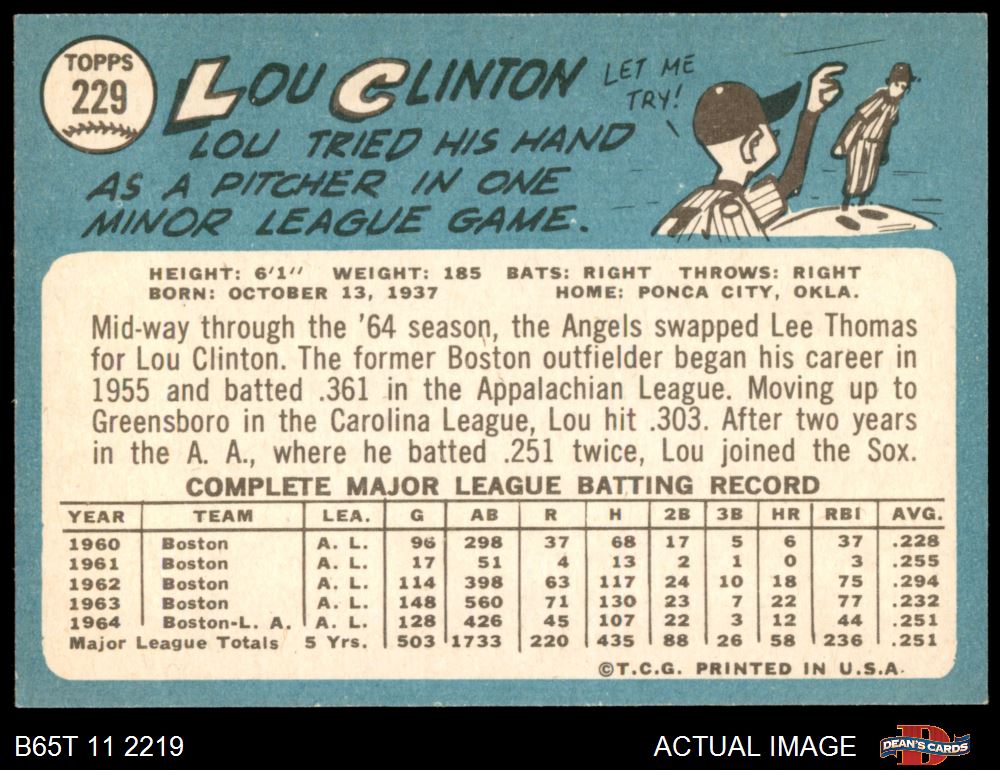 TOPPS
229
LOU CLINTON
LET ME
TRY!
LOU TRIED HIS HAND
AS A PITCHER IN ONE
MINOR LEAGUE GAME.
HEIGHT: 6'1" WEIGHT: 185 BATS: RIGHT THROWS: RIGHT
BORN: OCTOBER 13, 1937 HOME: PONCA CITY, OKLA.
Mid-way through the '64 season, the Angels swapped Lee Thomas
for Lou Clinton. The former Boston outfielder began his career in
1955 and batted .361 in the Appalachian League. Moving up to
Greensboro in the Carolina League, Lou hit .303. After two years
in the A. A., where he batted .251 twice, Lou joined the Sox.
COMPLETE MAJOR LEAGUE BATTING RECORD
YEAR TEAM LEA. G AB R H 2B 3B HR RBI AVG.
1960 Boston A. L. 96 298 37 68 17 5 6 37 .228
1961 Boston A. L. 17 51 4 13 2 1 0 3 .255
1962 Boston A. L. 114 398 63 117 24 10 18 75 .294
1963 Boston A. L. 148 560 71 130 23 7 22 77 .232
1964 Boston-L. A. A. L. 128 426 45 107 22 3 12 44 .251
Major League Totals 5 Yrs. 503 1733 220 435 88 26 58 236 .251
©T.C.G. PRINTED IN U.S.A.
B65T 11 2219
ACTUAL IMAGE
D
DEAN'S CARDS